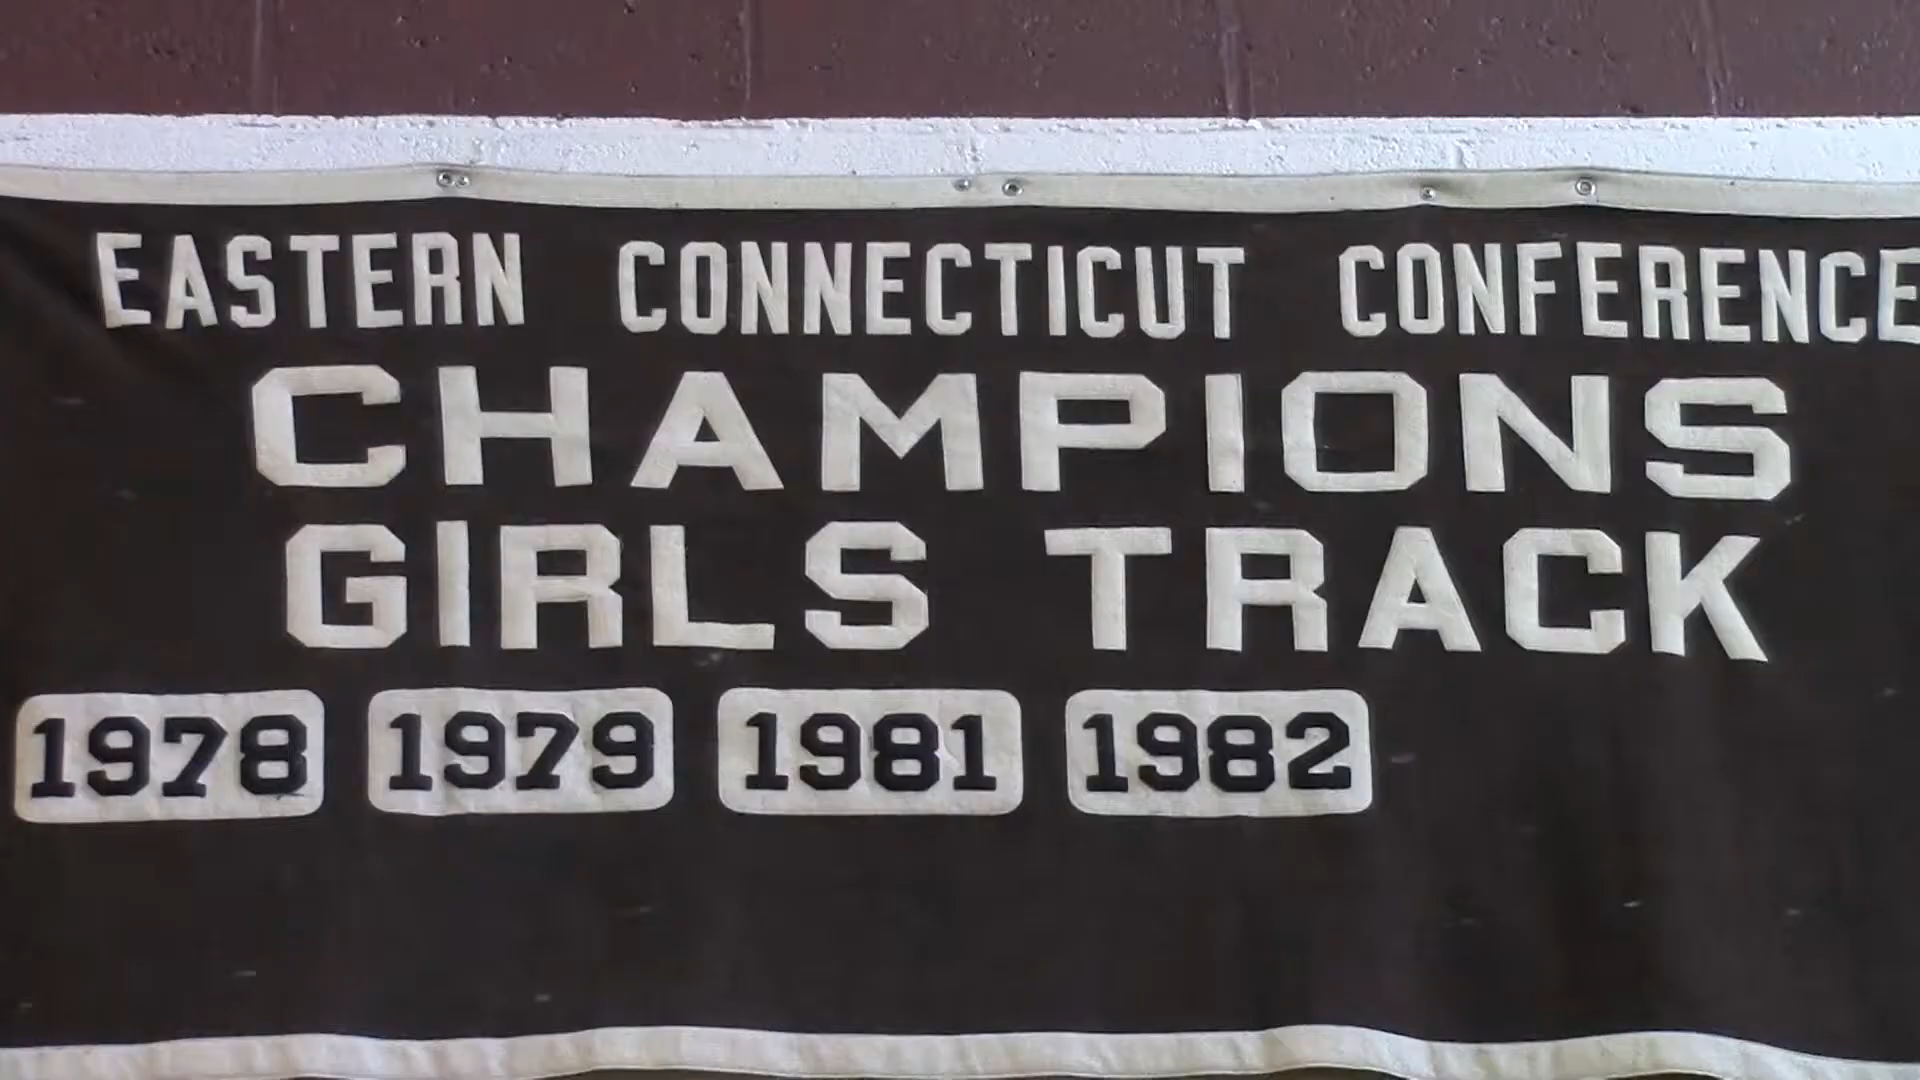 EASTERN CONNECTICUT CONFERENCE
CHAMPIONS
GIRLS TRACK
1978 1979 1981 1982